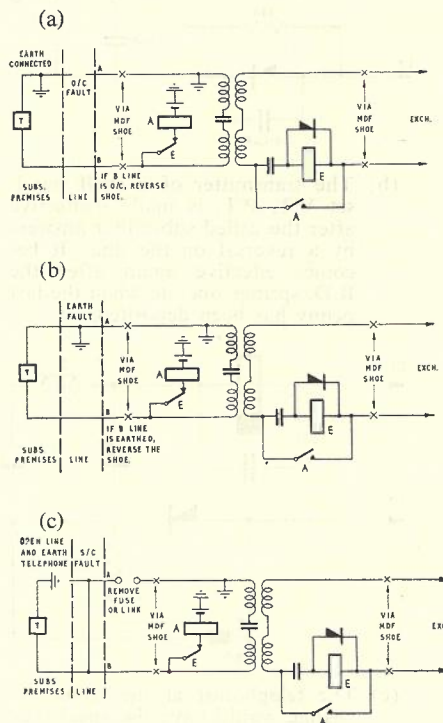 (a)
EARTH
CONNECTED
O/C
FAULT
A
T
VIA
MDF
SHOE
A
E
VIA
MDF
SHOE
EXCH.
E
A
B
SUBS.
PREMISES
LINE
IF B LINE
IS O/C, REVERSE
SHOE.
(b)
EARTH
FAULT
A
T
VIA
MDF
SHOE
A
E
VIA
MDF
SHOE
EXCH.
E
A
B
SUBS
PREMISES
LINE
IF B LINE
IS EARTHED,
REVERSE THE
SHOE.
(c)
OPEN LINE
AND EARTH
TELEPHONE
S/C
FAULT
A
REMOVE
FUSE
OR LINK
T
VIA
MDF
SHOE
A
E
VIA
MDF
SHOE
E
A
B
SUBS
PREMISES
LINE